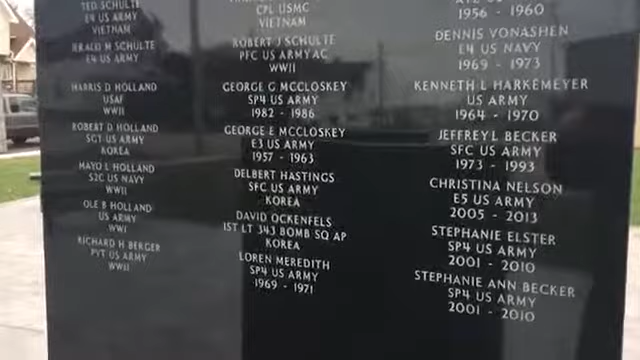 TED SCHULTE
E4 US ARMY
VIETNAM
SCHULTE
E4 US ARMY
HARRIS D HOLLAND
USAF
WWII
ROBERT D HOLLAND
SGT US ARMY
KOREA
MAYO L HOLLAND
S2C US NAVY
WWII
OLE B HOLLAND
US ARMY
WWI
RICHARD H BERGER
PVT US ARMY
WWII
CPL USMC
VIETNAM
ROBERT J SCHULTE
PFC US ARMY AC
WWII
GEORGE G MCCLOSKEY
SP4 US ARMY
1982 - 1986
GEORGE E MCCLOSKEY
E3 US ARMY
1957 - 1963
DELBERT HASTINGS
SFC US ARMY
KOREA
DAVID OCKENFELS
1ST LT 343 BOMB SQ AP
KOREA
LOREN MEREDITH
SP4 US ARMY
1969 - 1971
1956 - 1960
DENNIS VONASHEN
E4 US NAVY
1969 - 1973
KENNETH L HARKEMEYER
US ARMY
1964 - 1970
JEFFREY L BECKER
SFC US ARMY
1973 - 1993
CHRISTINA NELSON
E5 US ARMY
2005 - 2013
STEPHANIE ELSTER
SP4 US ARMY
2001 - 2010
STEPHANIE ANN BECKER
SP4 US ARMY
2001 - 2010